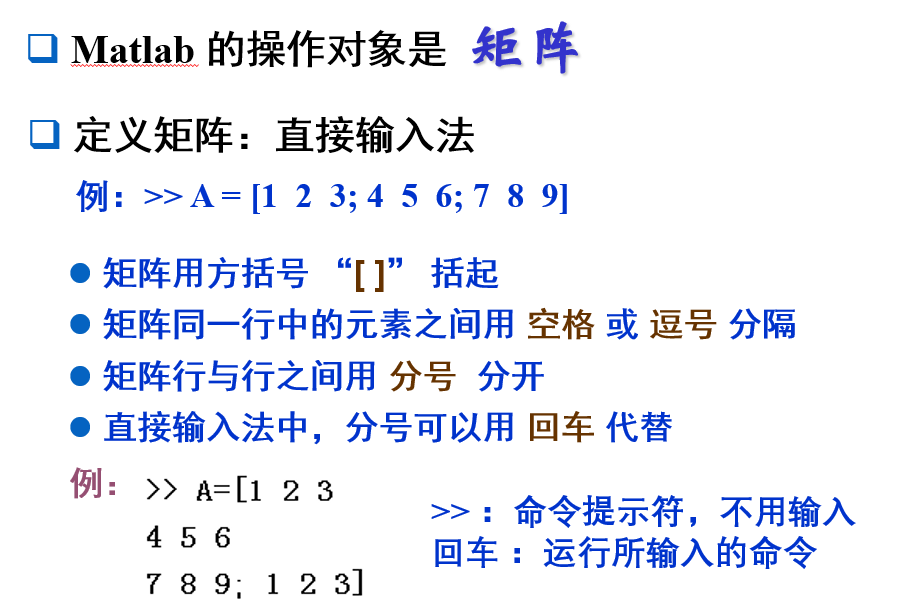 Matlab 的操作对象是 矩阵
定义矩阵：直接输入法
例：>> A = [1 2 3; 4 5 6; 7 8 9]
矩阵用方括号 “[ ]” 括起
矩阵同一行中的元素之间用 空格 或 逗号 分隔
矩阵行与行之间用 分号 分开
直接输入法中，分号可以用 回车 代替
例：
>> A=[1 2 3
4 5 6
7 8 9; 1 2 3]
>> ：命令提示符，不用输入
回车 ：运行所输入的命令